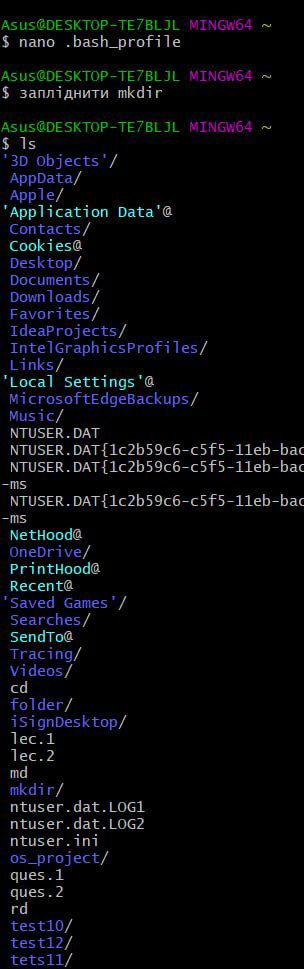 Asus@DESKTOP-TE7BLJL MINGW64 ~
$ nano .bash_profile
Asus@DESKTOP-TE7BLJL MINGW64 ~
$ запліднити mkdir
Asus@DESKTOP-TE7BLJL MINGW64 ~
$ ls
'3D Objects'/
AppData/
Apple/
'Application Data'@
Contacts/
Cookies@
Desktop/
Documents/
Downloads/
Favorites/
IdeaProjects/
IntelGraphicsProfiles/
Links/
'Local Settings'@
MicrosoftEdgeBackups/
Music/
NTUSER.DAT
NTUSER.DAT{1c2b59c6-c5f5-11eb-bac
NTUSER.DAT{1c2b59c6-c5f5-11eb-bac
-ms
NTUSER.DAT{1c2b59c6-c5f5-11eb-bac
-ms
NetHood@
OneDrive/
PrintHood@
Recent@
'Saved Games'/
Searches/
SendTo@
Tracing/
Videos/
cd
folder/
iSignDesktop/
lec.1
lec.2
md
mkdir/
ntuser.dat.LOG1
ntuser.dat.LOG2
ntuser.ini
os_project/
ques.1
ques.2
rd
test10/
test12/
tets11/